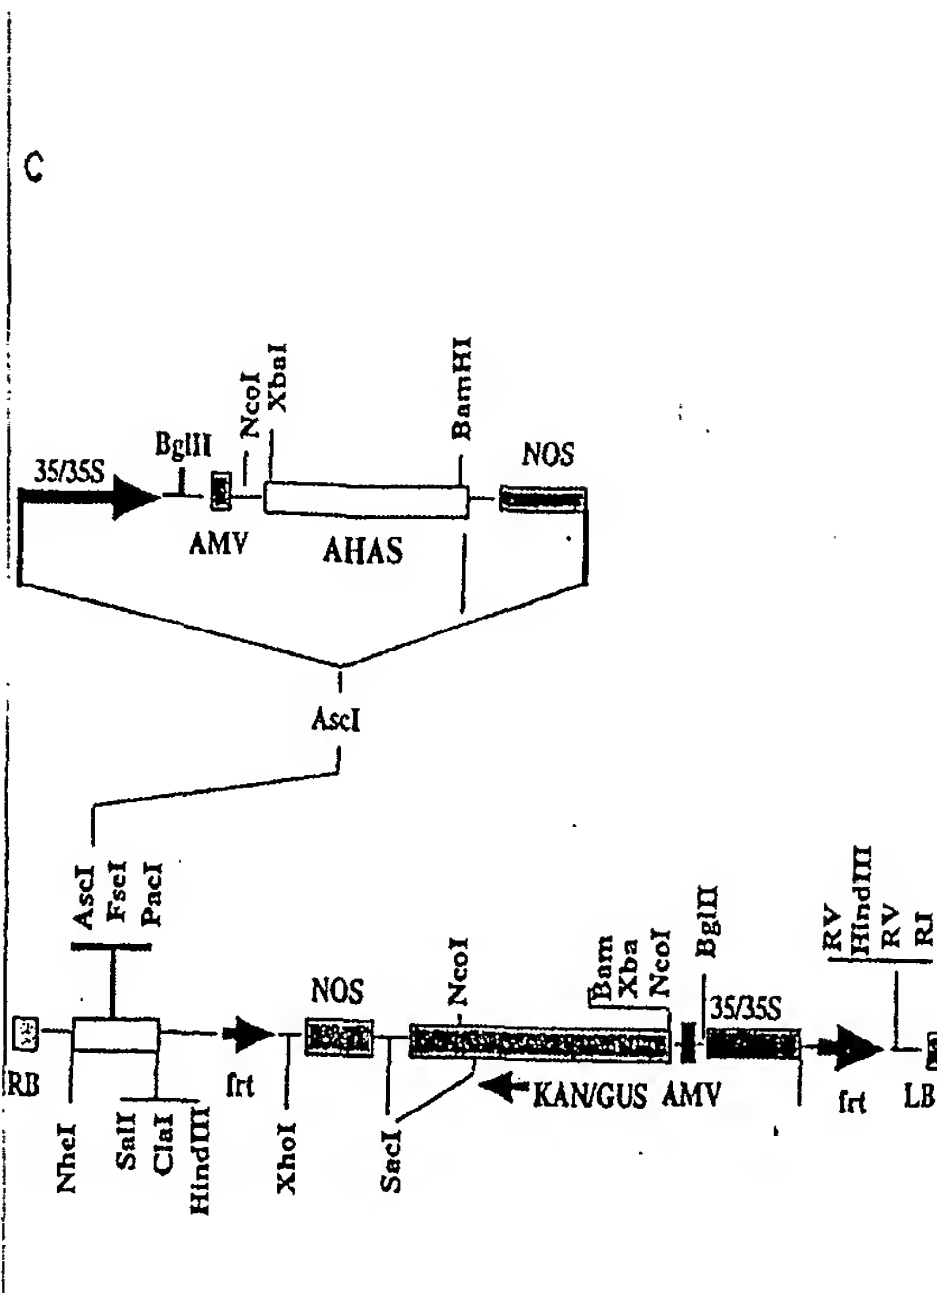 C
35/35S
BglII
NcoI
XbaI
BamHI
NOS
AMV
AHAS
AscI
AscI
FseI
PacI
NOS
NcoI
Bam
Xba
NcoI
BglII
35/35S
RV
HindIII
RV
RI
RB
frt
KAN/GUS
AMV
frt
LB
NheI
SalI
ClaI
HindIII
XhoI
SacI